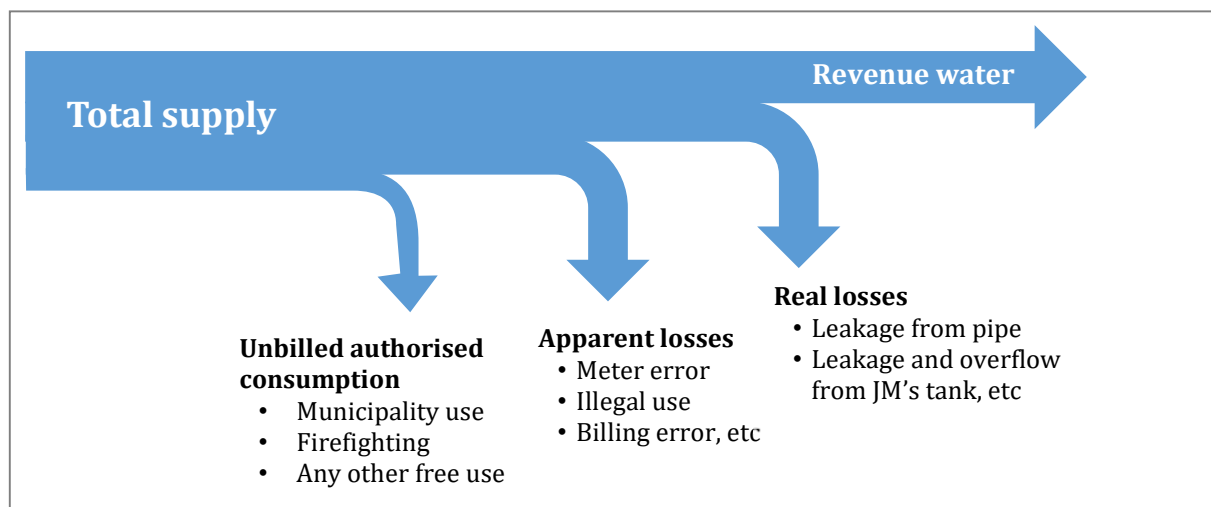 Revenue water
Total supply
Unbilled authorised
consumption
• Municipality use
• Firefighting
• Any other free use
Apparent losses
• Meter error
• Illegal use
• Billing error, etc
Real losses
• Leakage from pipe
• Leakage and overflow
from JM's tank, etc